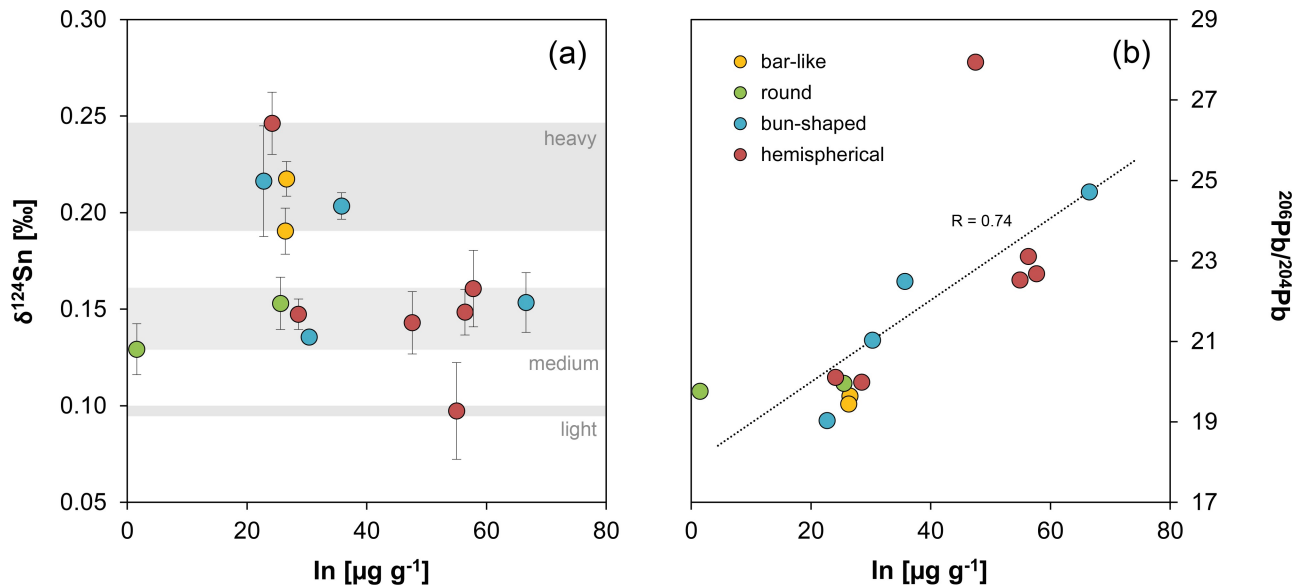 (a)
0.30
0.25
0.20
0.15
0.10
0.05
δ¹²⁴Sn [‰]
heavy
medium
light
0
20
40
60
80
In [µg g⁻¹]
(b)
bar-like
round
bun-shaped
hemispherical
R = 0.74
29
27
25
23
21
19
17
²⁰⁶Pb/²⁰⁴Pb
0
20
40
60
80
In [µg g⁻¹]